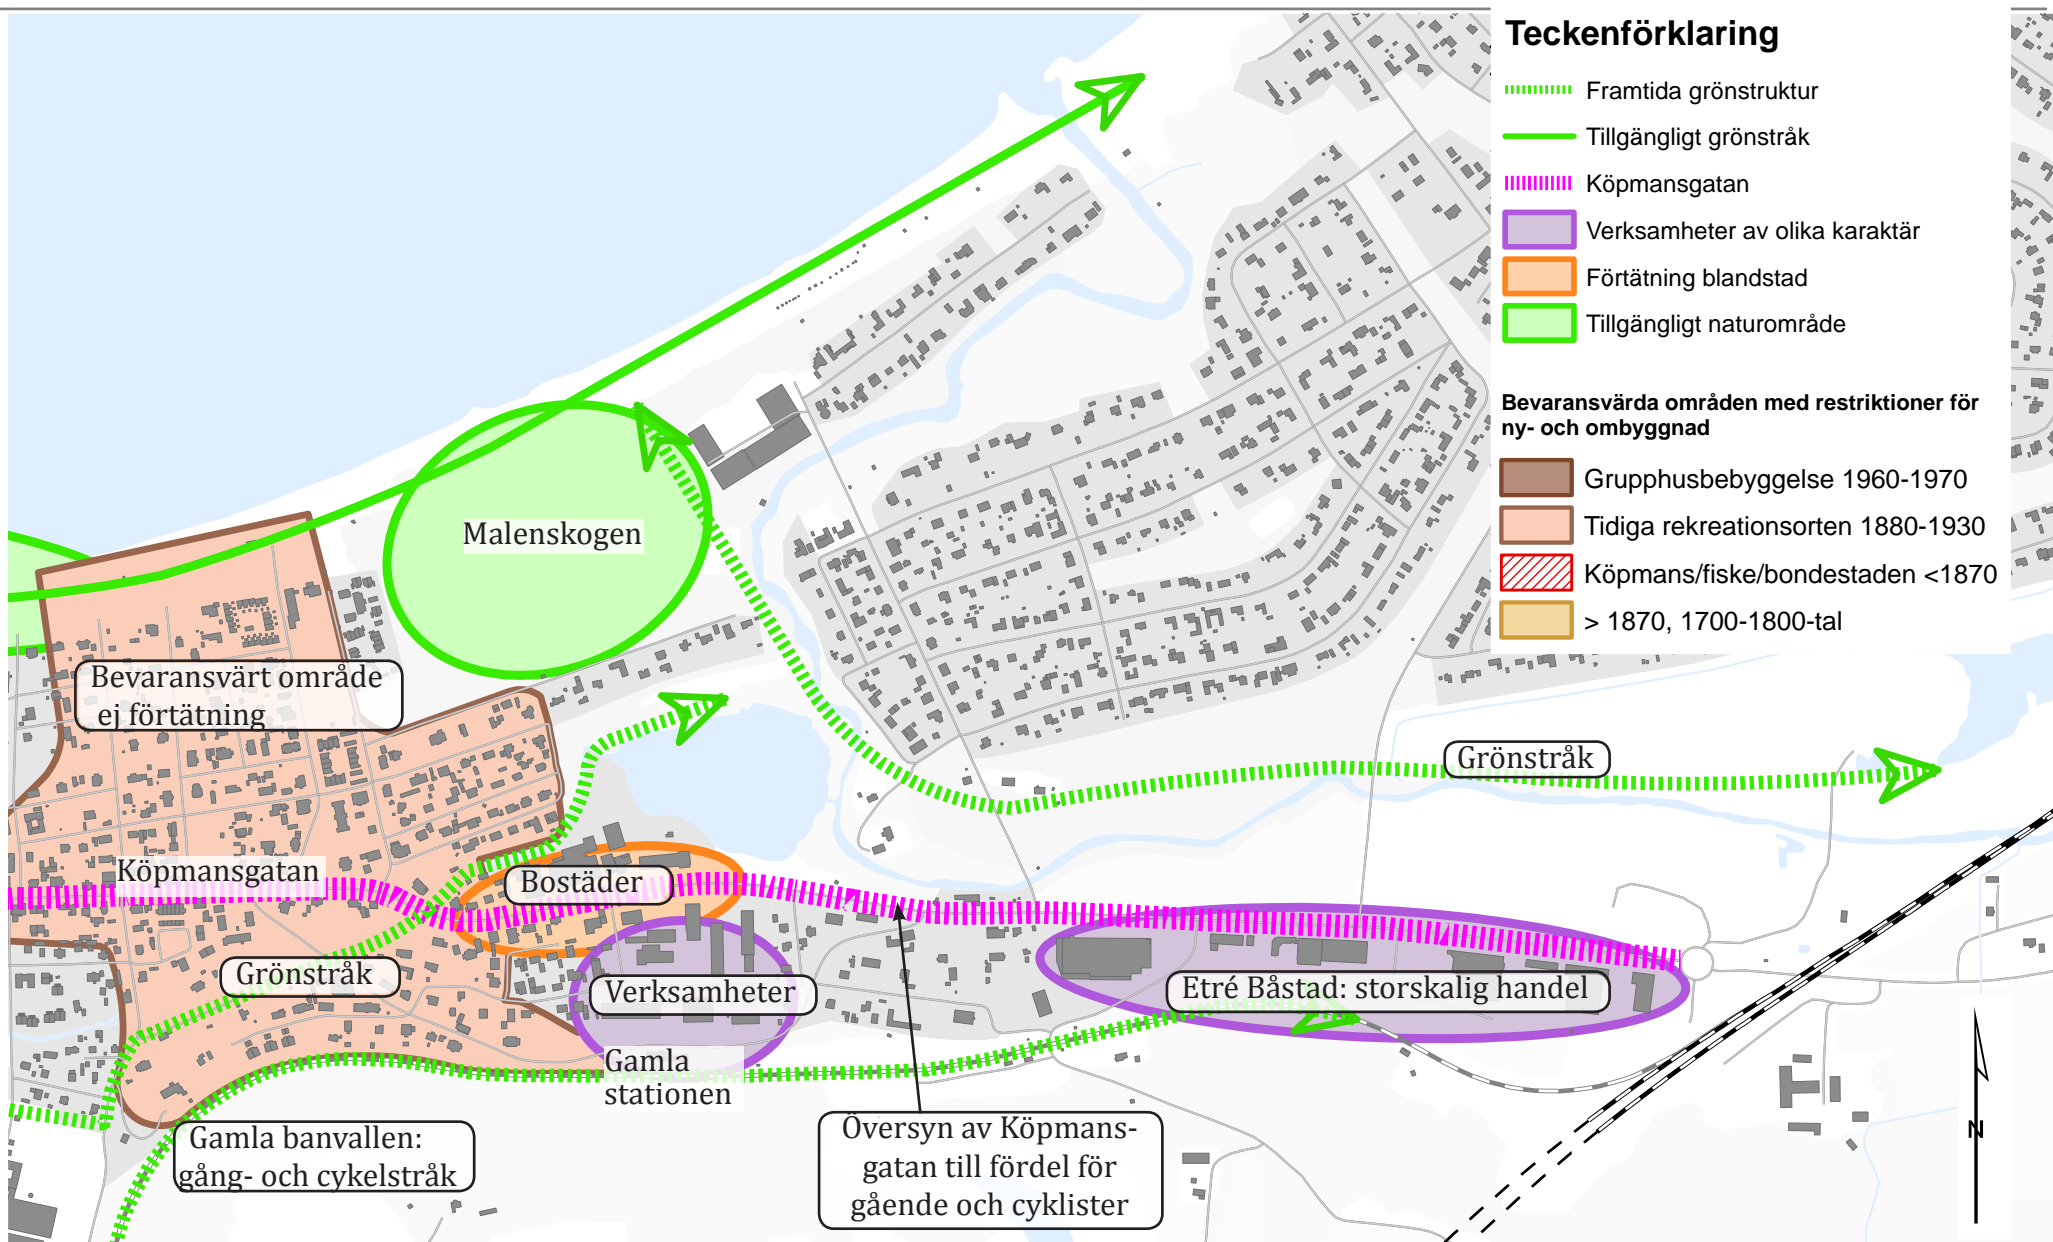 Teckenförklaring
Framtida grönstruktur
Tillgängligt grönstråk
Köpmansgatan
Verksamheter av olika karaktär
Förtätning blandstad
Tillgängligt naturområde
Bevaransvärda områden med restriktioner för
ny- och ombyggnad
Grupphusbebyggelse 1960-1970
Tidiga rekreationsorten 1880-1930
Köpmans/fiske/bondestaden <1870
> 1870, 1700-1800-tal
Malenskogen
Bevaransvärt område
ej förtätning
Grönstråk
Köpmansgatan
Bostäder
Grönstråk
Verksamheter
Etré Båstad: storskalig handel
Gamla
stationen
Gamla banvallen:
gång- och cykelstråk
Översyn av Köpmans-
gatan till fördel för
gående och cyklister
N